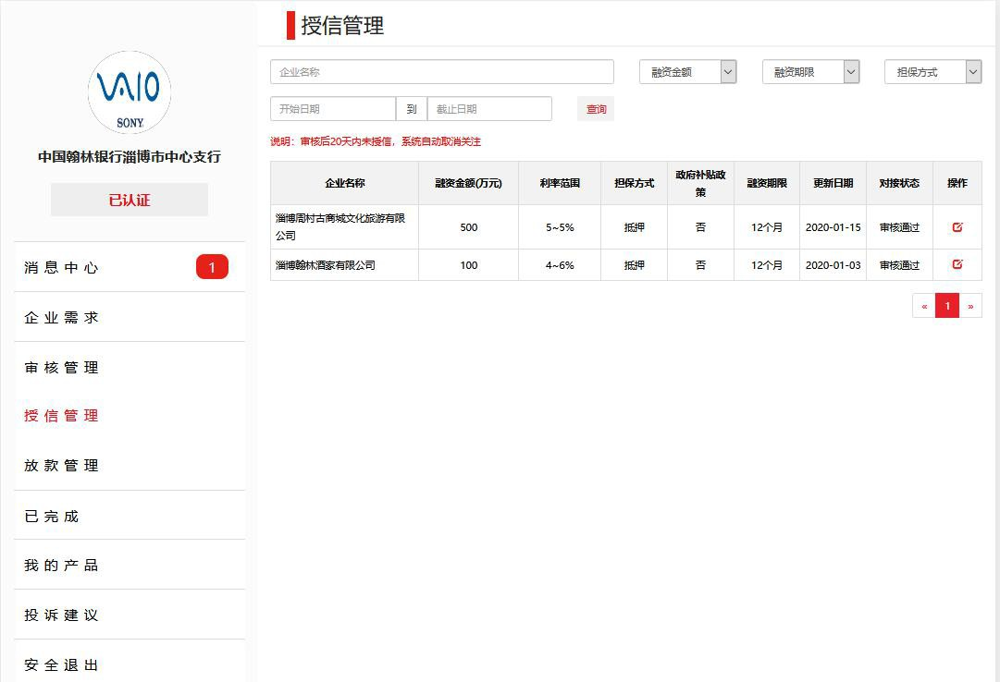 VAIO
SONY
中国翰林银行淄博市中心支行
已认证
消息中心 1
企业需求
审核管理
授信管理
放款管理
已完成
我的产品
投诉建议
安全退出
授信管理
企业名称 融资金额 融资期限 担保方式
开始日期 到 截止日期 查询
说明：审核后20天内未授信，系统自动取消关注
企业名称 融资金额(万元) 利率范围 担保方式 政府补贴政策 融资期限 更新日期 对接状态 操作
淄博周村古商城文化旅游有限
公司 500 5~5% 抵押 否 12个月 2020-01-15 审核通过
淄博翰林酒家有限公司 100 4~6% 抵押 否 12个月 2020-01-03 审核通过
« 1 »